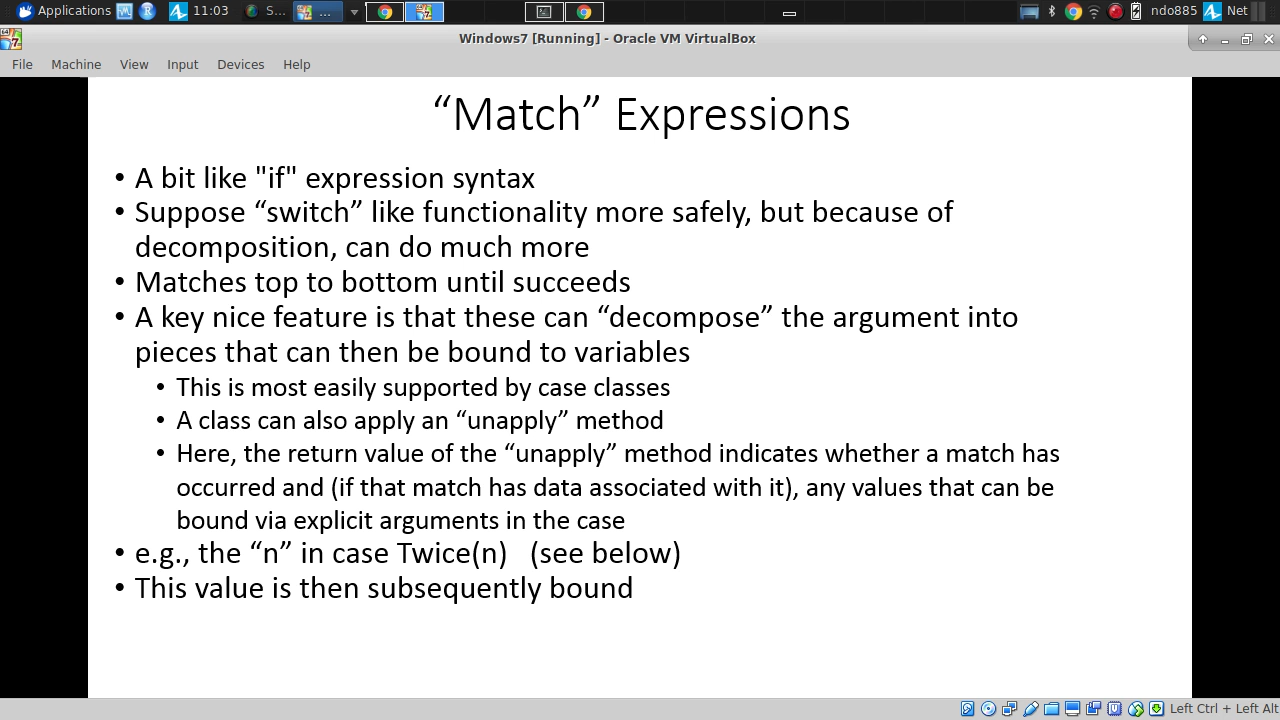 Applications 11:03 S... ... ndo885 Net
Windows7 [Running] - Oracle VM VirtualBox
File Machine View Input Devices Help
“Match” Expressions
• A bit like "if" expression syntax
• Suppose “switch” like functionality more safely, but because of
decomposition, can do much more
• Matches top to bottom until succeeds
• A key nice feature is that these can “decompose” the argument into
pieces that can then be bound to variables
• This is most easily supported by case classes
• A class can also apply an “unapply” method
• Here, the return value of the “unapply” method indicates whether a match has
occurred and (if that match has data associated with it), any values that can be
bound via explicit arguments in the case
• e.g., the “n” in case Twice(n) (see below)
• This value is then subsequently bound
Left Ctrl + Left Alt